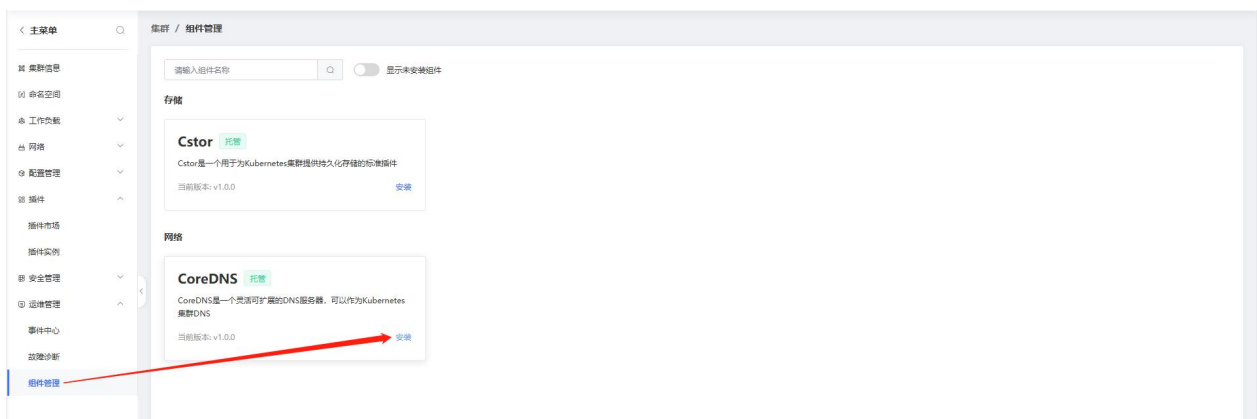 主菜单
集群 / 组件管理
集群信息
命名空间
工作负载
网络
配置管理
插件
插件市场
插件实例
安全管理
运维管理
事件中心
故障诊断
组件管理
请输入组件名称
显示未安装组件
存储
Cstor 托管
Cstor是一个用于为Kubernetes集群提供持久化存储的标准插件
当前版本: v1.0.0 安装
网络
CoreDNS 托管
CoreDNS是一个灵活可扩展的DNS服务器，可以作为Kubernetes
集群DNS
当前版本: v1.0.0 安装